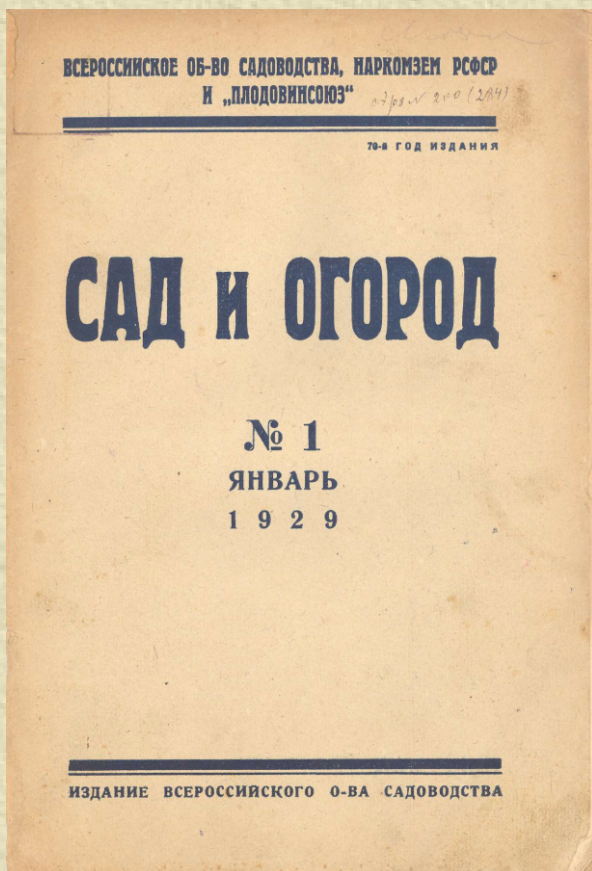 ВСЕРОССИЙСКОЕ ОБ-ВО САДОВОДСТВА, НАРКОМЗЕМ РСФСР
И „ПЛОДОВИНСОЮЗ“
70-й ГОД ИЗДАНИЯ
САД и ОГОРОД
№ 1
ЯНВАРЬ
1929
ИЗДАНИЕ ВСЕРОССИЙСКОГО О-ВА САДОВОДСТВА